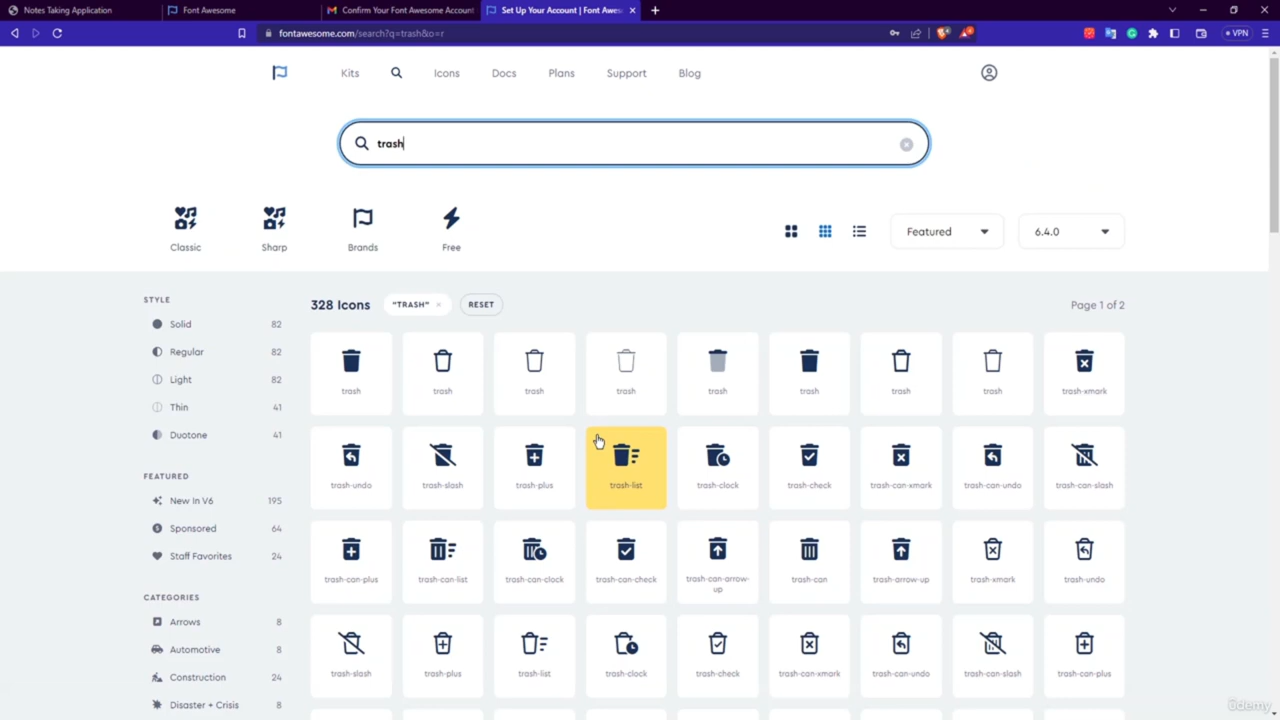 Notes Taking Application
Font Awesome
Confirm Your Font Awesome Account
Set Up Your Account | Font Awes
fontawesome.com/search?q=trash&o=r
VPN
Kits
Icons
Docs
Plans
Support
Blog
trash
Classic
Sharp
Brands
Free
Featured
6.4.0
STYLE
Solid 82
Regular 82
Light 82
Thin 41
Duotone 41
FEATURED
New In V6 195
Sponsored 64
Staff Favorites 24
CATEGORIES
Arrows 8
Automotive 8
Construction 24
Disaster + Crisis 8
328 Icons
"TRASH" ×
RESET
Page 1 of 2
trash
trash
trash
trash
trash
trash
trash
trash
trash-xmark
trash-undo
trash-slash
trash-plus
trash-list
trash-clock
trash-check
trash-can-xmark
trash-can-undo
trash-can-slash
trash-can-plus
trash-can-list
trash-can-clock
trash-can-check
trash-can-arrow-
up
trash-can
trash-arrow-up
trash-xmark
trash-undo
trash-slash
trash-plus
trash-list
trash-clock
trash-check
trash-can-xmark
trash-can-undo
trash-can-slash
trash-can-plus
ûdemy